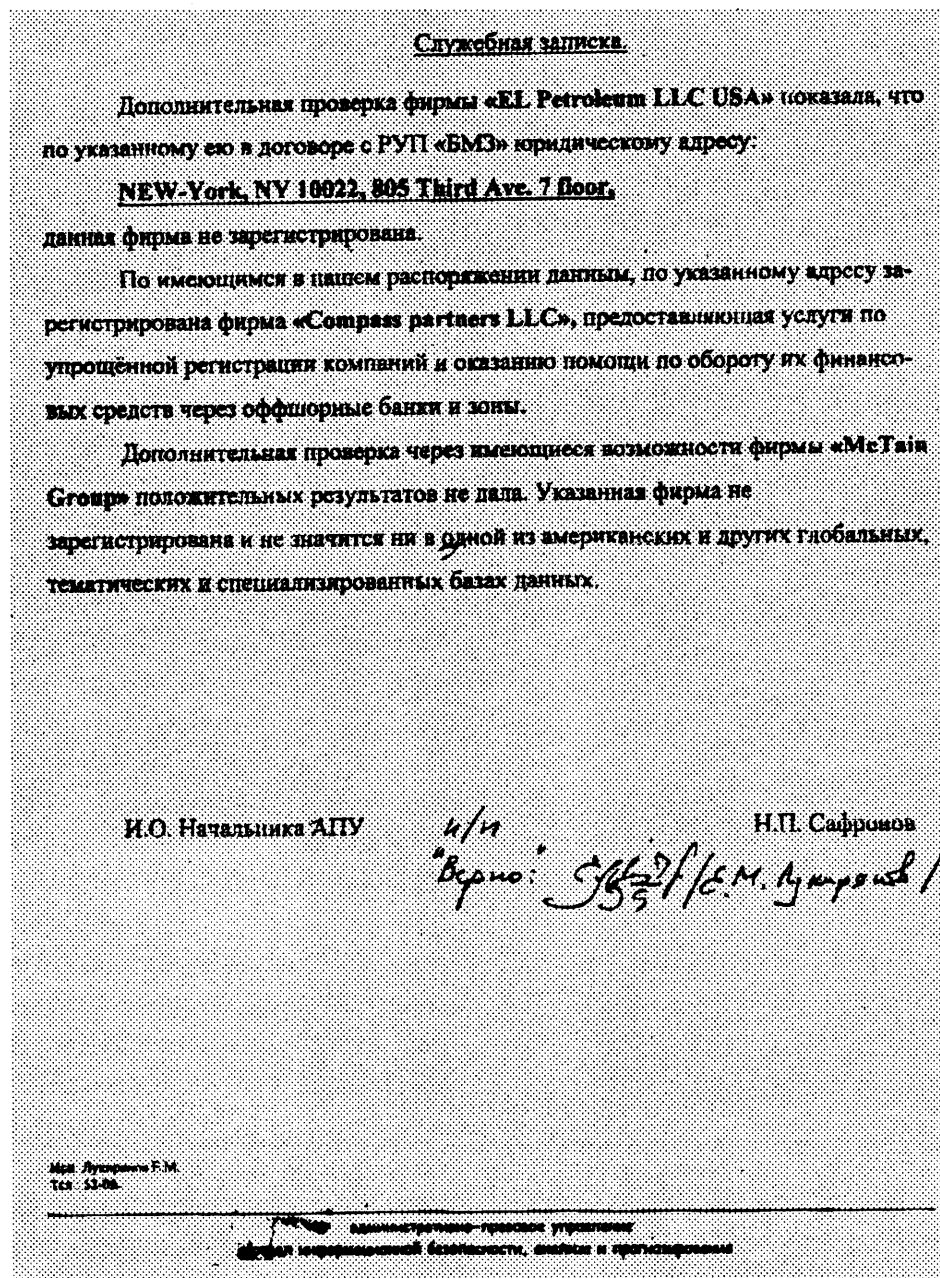 Служебная записка.
Дополнительная проверка фирмы «EL Petroleum LLC USA» показала, что
по указанному ею в договоре с РУП «БМЗ» юридическому адресу:
NEW-York, NY 10022, 805 Third Ave. 7 floor,
данная фирма не зарегистрирована.
По имеющимся в нашем распоряжении данным, по указанному адресу за-
регистрирована фирма «Compass partners LLC», предоставляющая услуги по
упрощённой регистрации компаний и оказанию помощи по обороту их финансо-
вых средств через оффшорные банки и зоны.
Дополнительная проверка через имеющиеся возможности фирмы «McTain
Group» положительных результатов не дала. Указанная фирма не
зарегистрирована и не значится ни в одной из американских и других глобальных,
тематических и специализированных базах данных.
И.О. Начальника АПУ п/п Н.П. Сафронов
"Верно: " /Е.М.
Исп. Е.М.
Тел. 53-06
административно-правовое управление
информационной безопасности, анализа и прогнозирования